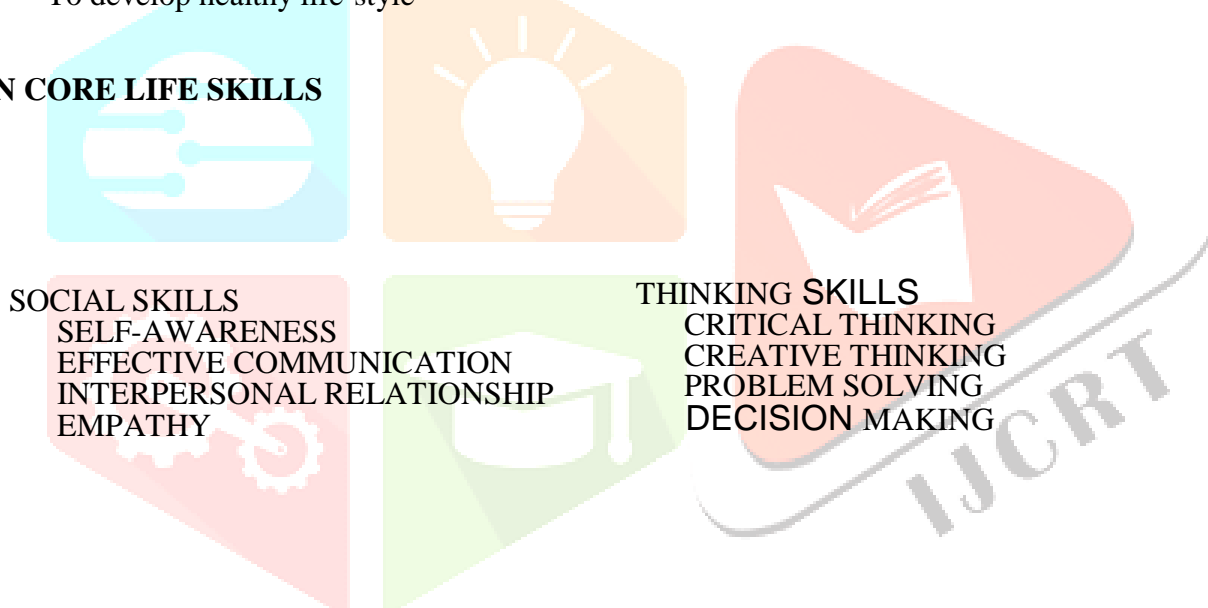 To develop healthy life style
N CORE LIFE SKILLS
SOCIAL SKILLS
SELF-AWARENESS
EFFECTIVE COMMUNICATION
INTERPERSONAL RELATIONSHIP
EMPATHY
THINKING SKILLS
CRITICAL THINKING
CREATIVE THINKING
PROBLEM SOLVING
DECISION MAKING
IJCRT